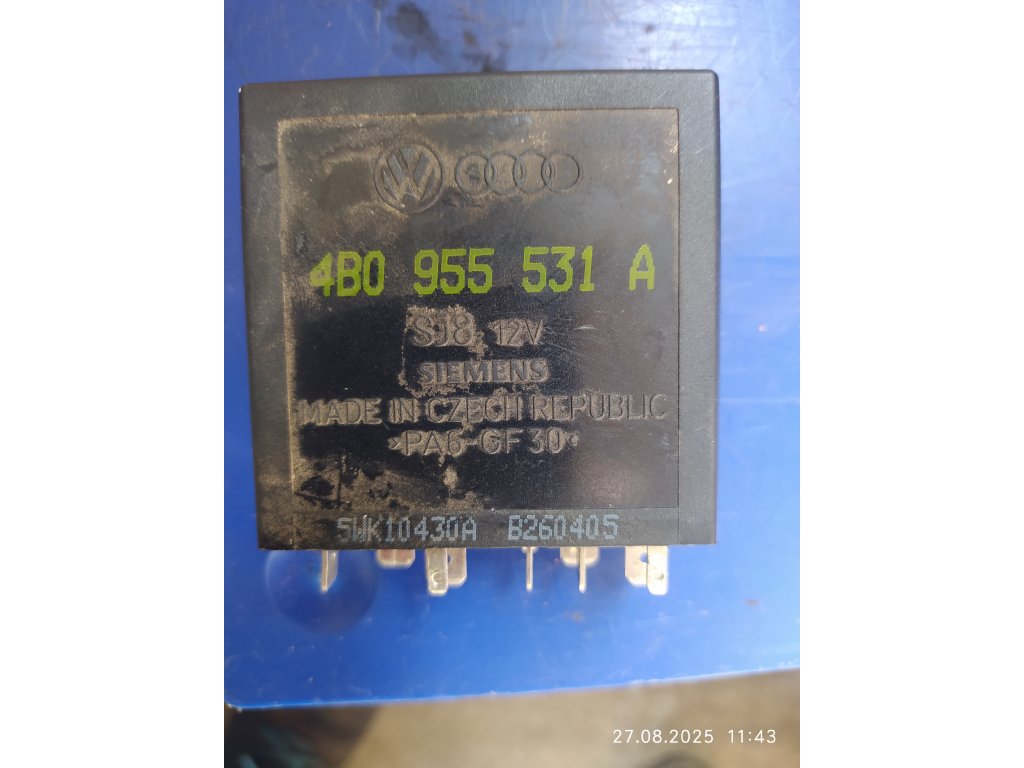 4B0 955 531 A
SJ8 12V
SIEMENS
MADE IN CZECH REPUBLIC
>PA6-GF30<
5WK10430A B260405
27.08.2025 11:43